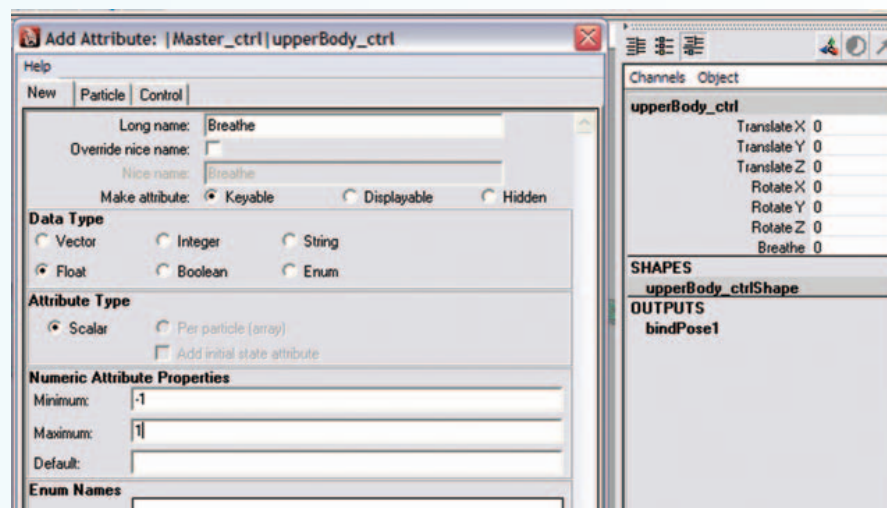 Add Attribute: |Master_ctrl|upperBody_ctrl
Help
New Particle Control
Long name: Breathe
Override nice name:
Nice name: Breathe
Make attribute: Keyable Displayable Hidden
Data Type
Vector Integer String
Float Boolean Enum
Attribute Type
Scalar Per particle (array)
Add initial state attribute
Numeric Attribute Properties
Minimum: -1
Maximum: 1
Default:
Enum Names
Channels Object
upperBody_ctrl
Translate X 0
Translate Y 0
Translate Z 0
Rotate X 0
Rotate Y 0
Rotate Z 0
Breathe 0
SHAPES
upperBody_ctrlShape
OUTPUTS
bindPose1